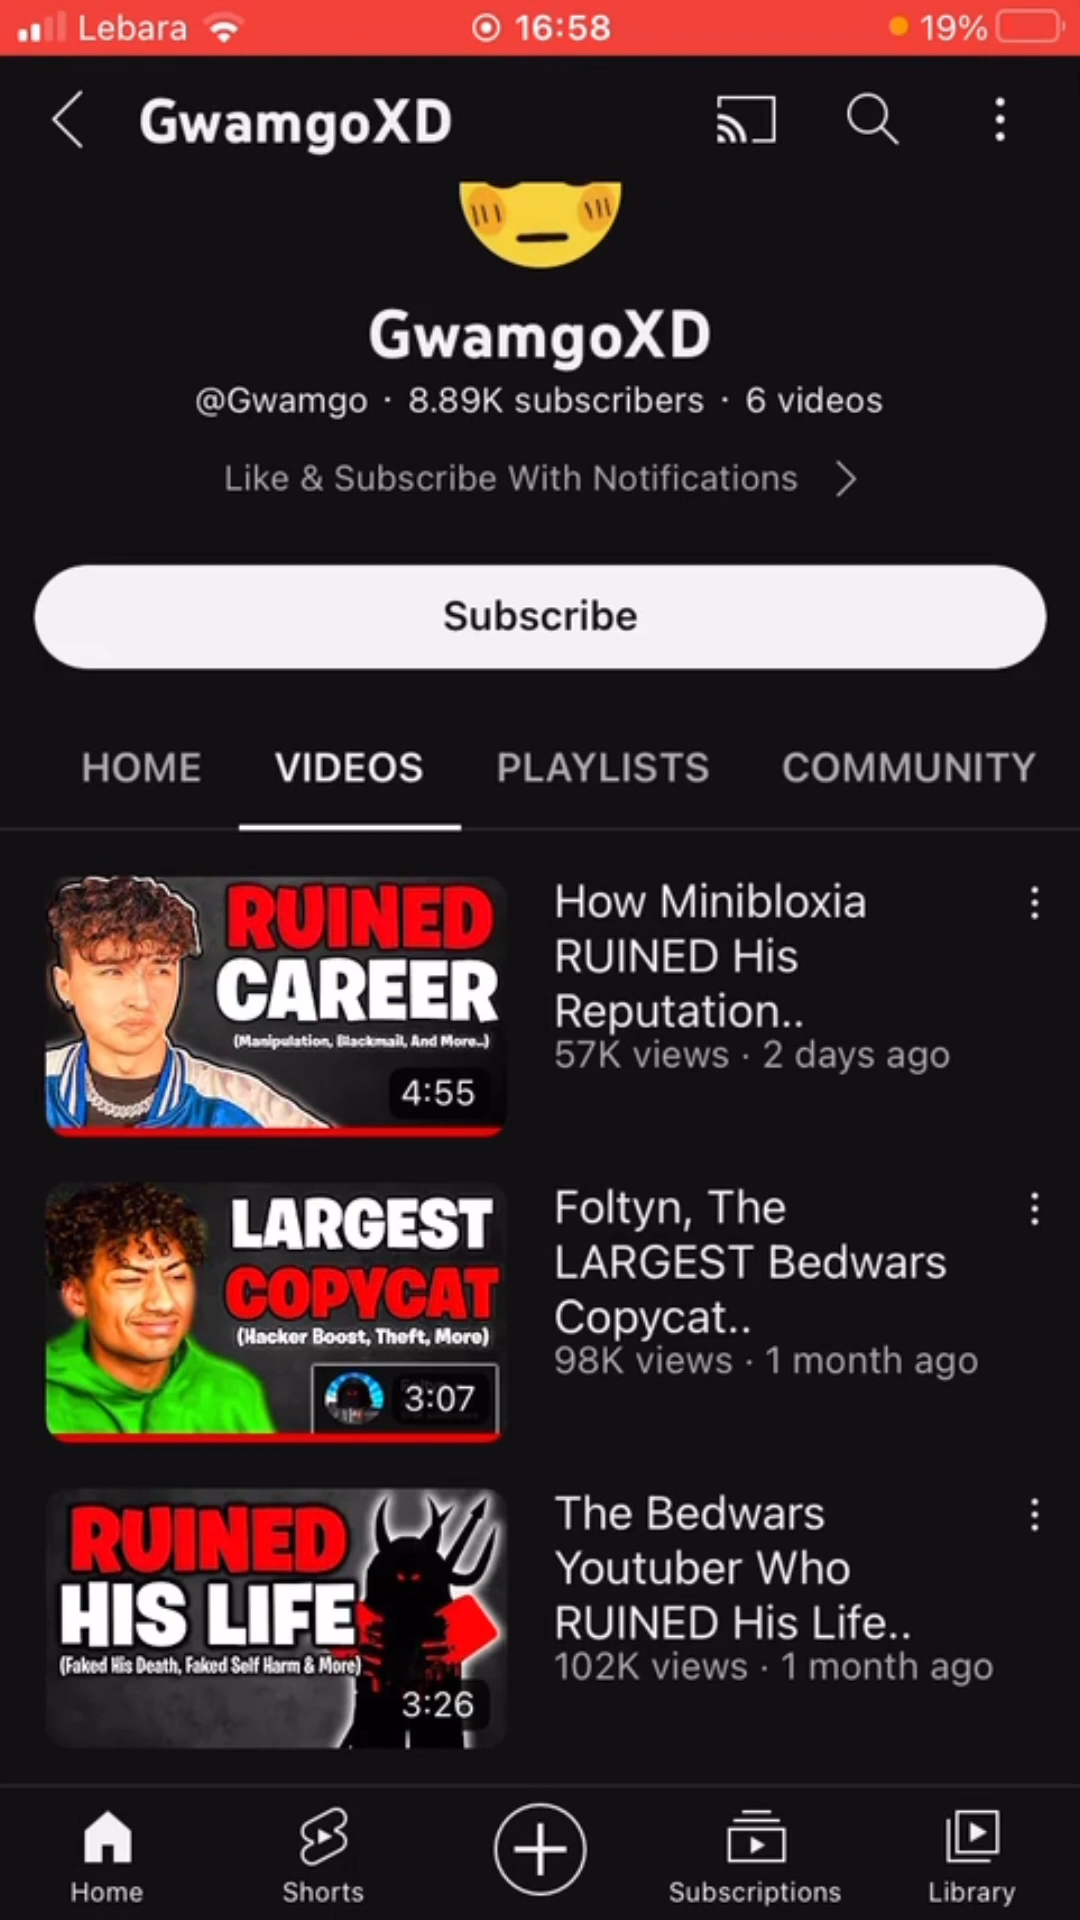 Lebara 16:58 19%
GwamgoXD
GwamgoXD
@Gwamgo · 8.89K subscribers · 6 videos
Like & Subscribe With Notifications
Subscribe
HOME VIDEOS PLAYLISTS COMMUNITY
RUINED
CAREER
(Manipulation, Blackmail, And More..)
4:55
How Minibloxia
RUINED His
Reputation..
57K views · 2 days ago
LARGEST
COPYCAT
(Hacker Boost, Theft, More)
3:07
Foltyn, The
LARGEST Bedwars
Copycat..
98K views · 1 month ago
RUINED
HIS LIFE
(Faked His Death, Faked Self Harm & More)
3:26
The Bedwars
Youtuber Who
RUINED His Life..
102K views · 1 month ago
Home Shorts Subscriptions Library